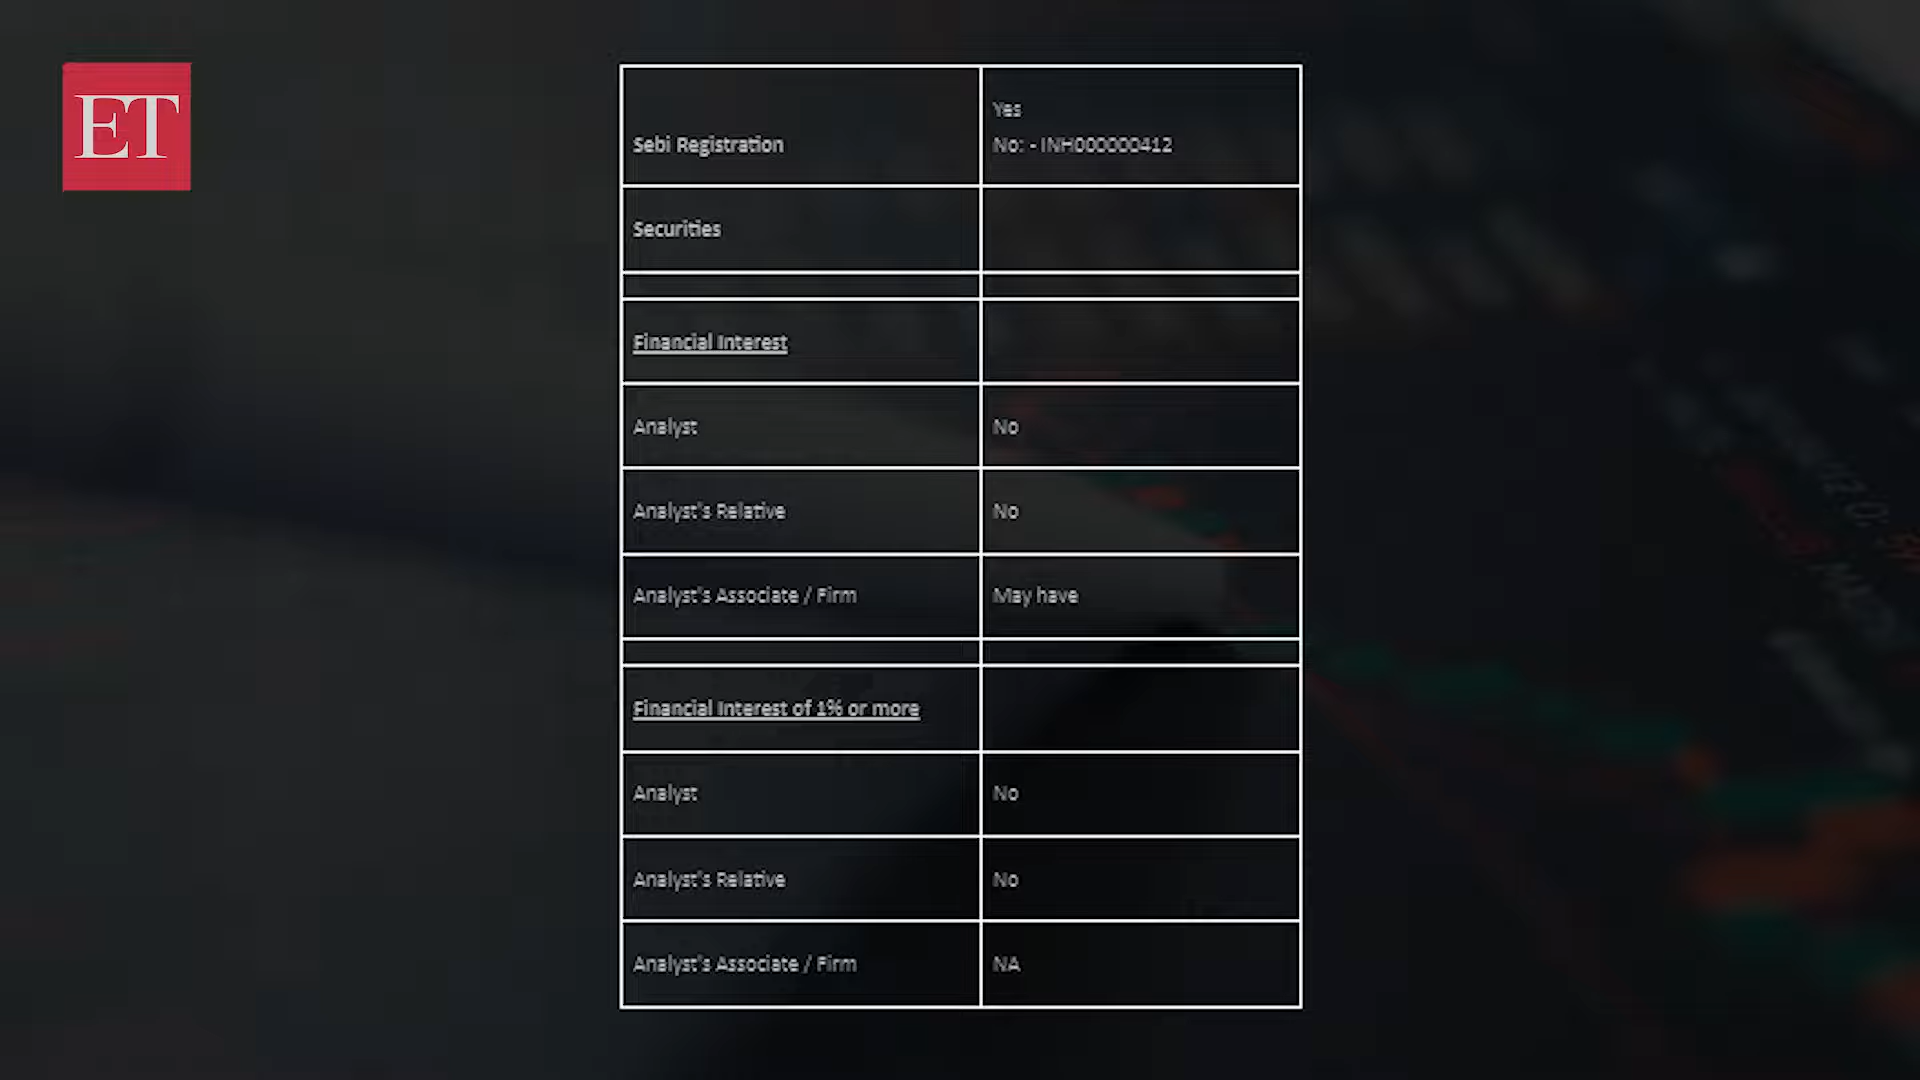 ET
Sebi Registration
Yes
No: - INH000000412
Securities
Financial Interest
Analyst
No
Analyst's Relative
No
Analyst's Associate / Firm
May have
Financial Interest of 1% or more
Analyst
No
Analyst's Relative
No
Analyst's Associate / Firm
NA